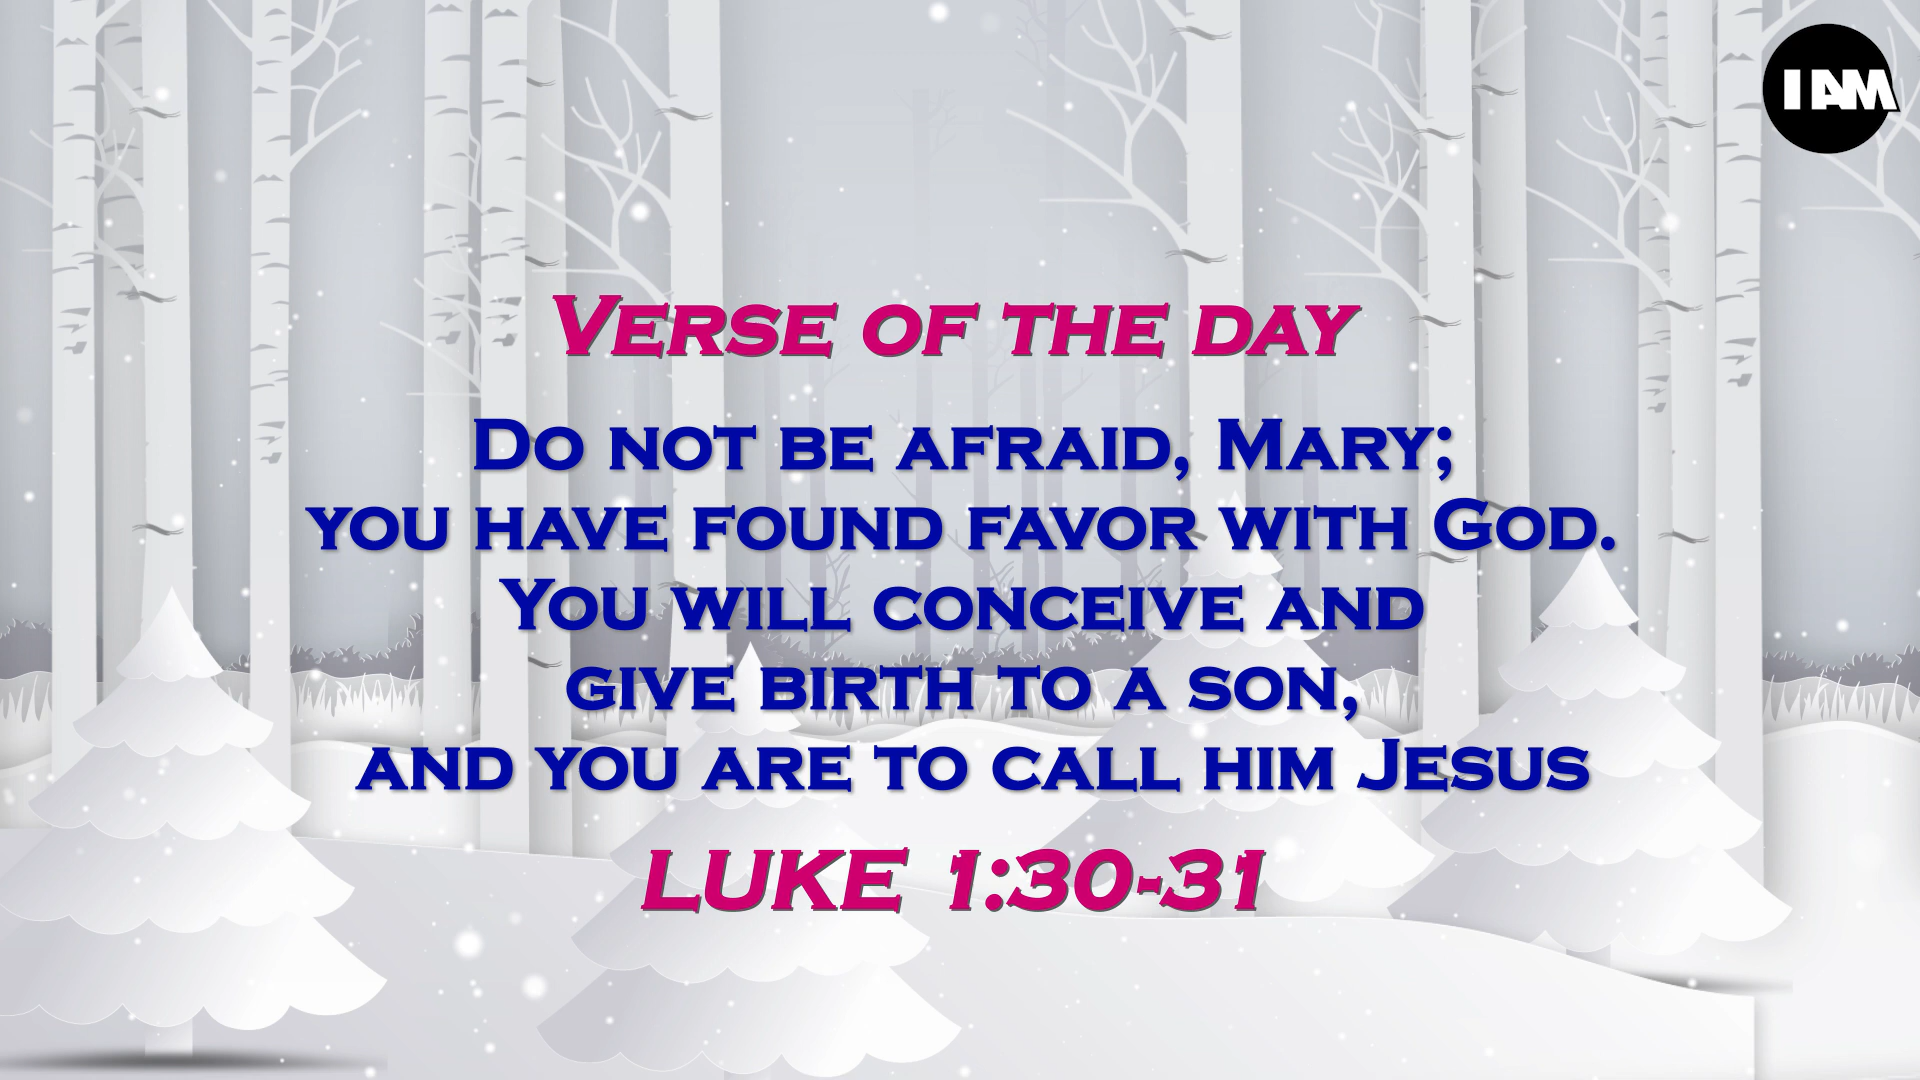 I AM
Verse of the day
Do not be afraid, Mary;
you have found favor with God.
You will conceive and
give birth to a son,
and you are to call him Jesus
LUKE 1:30-31